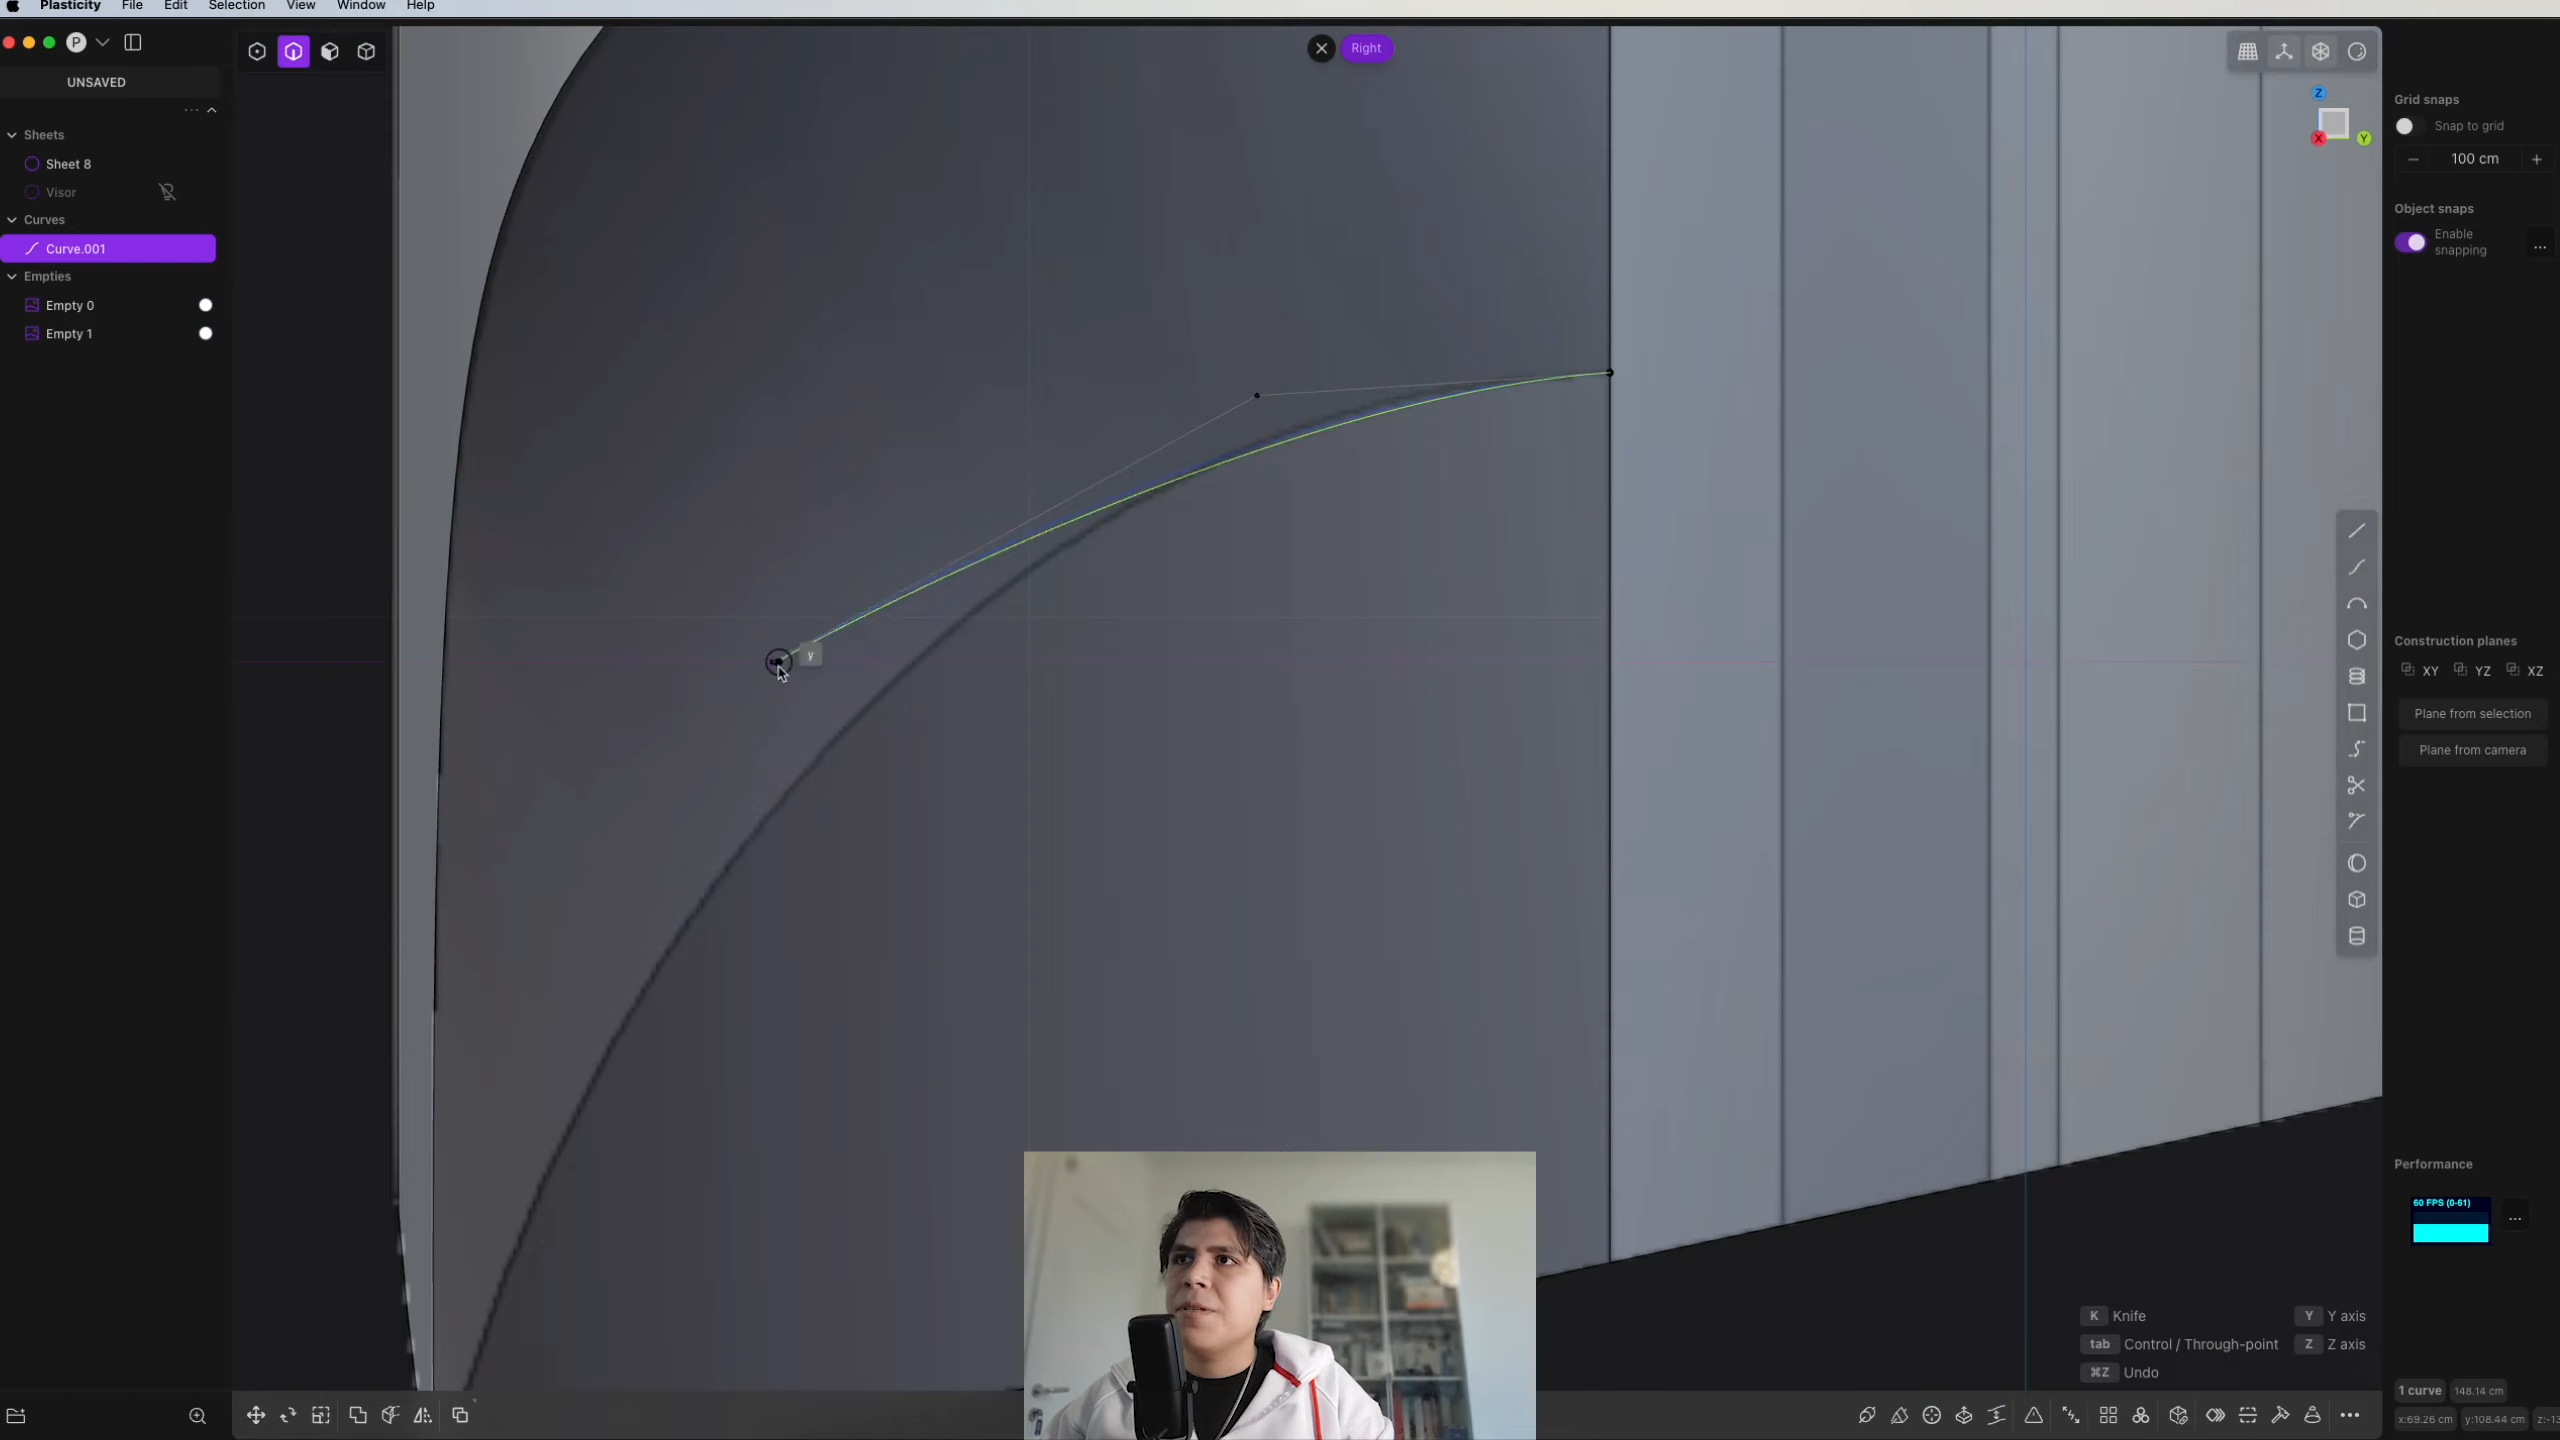 Plasticity File Edit Selection View Window Help
P
UNSAVED
Sheets
Sheet 8
Visor
Curves
Curve.001
Empties
Empty 0
Empty 1
Right
Z
X
Y
Grid snaps
Snap to grid
100 cm
Object snaps
Enable
snapping
y
Construction planes
XY YZ XZ
Plane from selection
Plane from camera
Performance
60 FPS (0-61)
K Knife Y Y axis
tab Control / Through-point Z Z axis
⌘Z Undo
1 curve 148.14 cm
x:69.26 cm y:108.44 cm z:-13